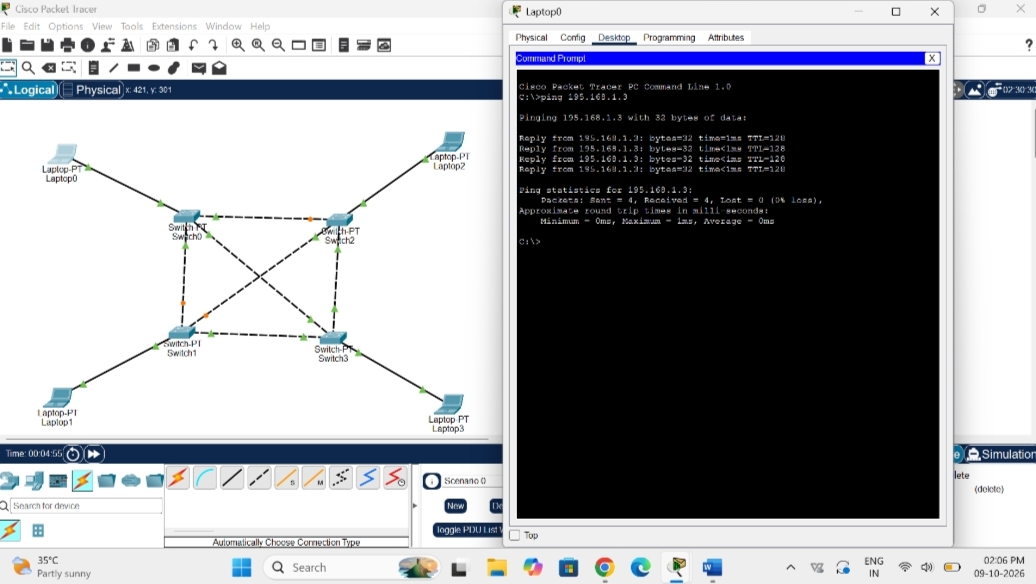 Cisco Packet Tracer
File Edit Options View Tools Extensions Window Help
Logical Physical x: 421, y: 301
02:30:30
Laptop-PT
Laptop0
Laptop-PT
Laptop2
Switch-PT
Switch0
Switch-PT
Switch2
Switch-PT
Switch1
Switch-PT
Switch3
Laptop-PT
Laptop1
Laptop-PT
Laptop3
Time: 00:04:55
Simulation
Scenario 0
New
Toggle PDU List
Search for device
Automatically Choose Connection Type
(delete)
Laptop0
Physical Config Desktop Programming Attributes
Command Prompt X
Cisco Packet Tracer PC Command Line 1.0
C:\>ping 195.168.1.3
Pinging 195.168.1.3 with 32 bytes of data:
Reply from 195.168.1.3: bytes=32 time=1ms TTL=128
Reply from 195.168.1.3: bytes=32 time<1ms TTL=128
Reply from 195.168.1.3: bytes=32 time<1ms TTL=128
Reply from 195.168.1.3: bytes=32 time<1ms TTL=128
Ping statistics for 195.168.1.3:
Packets: Sent = 4, Received = 4, Lost = 0 (0% loss),
Approximate round trip times in milli-seconds:
Minimum = 0ms, Maximum = 1ms, Average = 0ms
C:\>
Top
35°C
Partly sunny
Search
ENG
IN
02:06 PM
09-10-2026